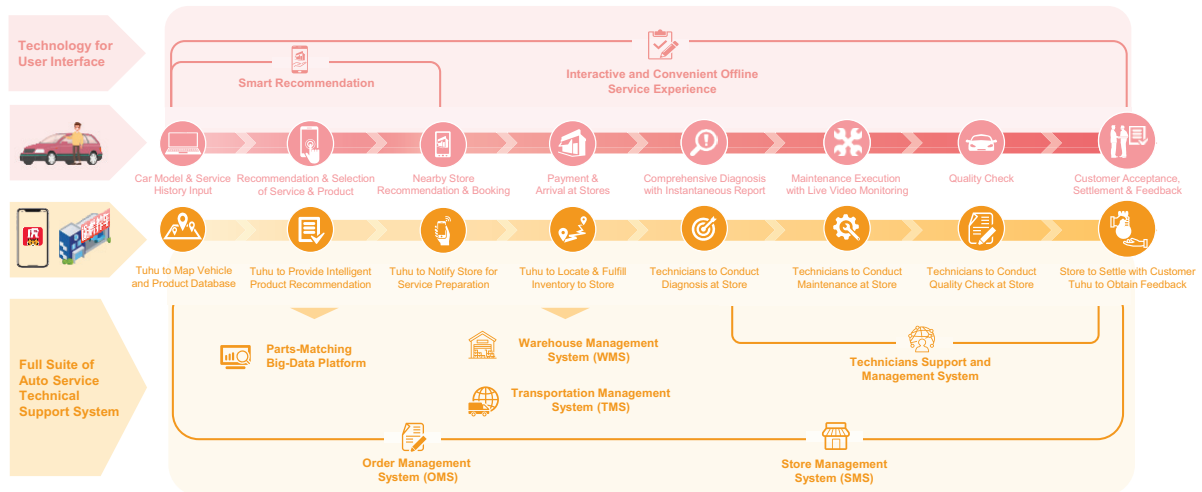 Technology for
User Interface
Smart Recommendation
Interactive and Convenient Offline
Service Experience
Car Model & Service
History Input
Recommendation & Selection
of Service & Product
Nearby Store
Recommendation & Booking
Payment &
Arrival at Stores
Comprehensive Diagnosis
with Instantaneous Report
Maintenance Execution
with Live Video Monitoring
Quality Check
Customer Acceptance,
Settlement & Feedback
Tuhu to Map Vehicle
and Product Database
Tuhu to Provide Intelligent
Product Recommendation
Tuhu to Notify Store for
Service Preparation
Tuhu to Locate & Fulfill
Inventory to Store
Technicians to Conduct
Diagnosis at Store
Technicians to Conduct
Maintenance at Store
Technicians to Conduct
Quality Check at Store
Store to Settle with Customer
Tuhu to Obtain Feedback
Full Suite of
Auto Service
Technical
Support System
Parts-Matching
Big-Data Platform
Warehouse Management
System (WMS)
Transportation Management
System (TMS)
Technicians Support and
Management System
Order Management
System (OMS)
Store Management
System (SMS)